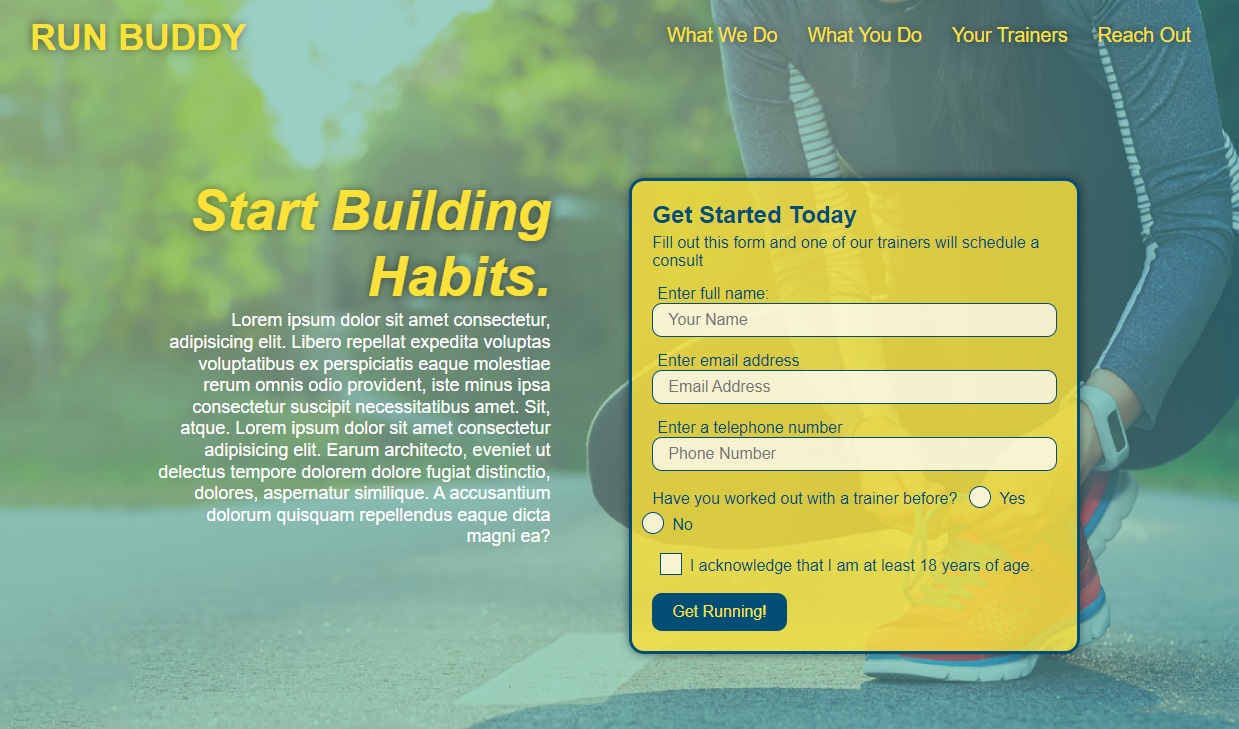 RUN BUDDY
What We Do What You Do Your Trainers Reach Out
Start Building
Habits.
Lorem ipsum dolor sit amet consectetur,
adipisicing elit. Libero repellat expedita voluptas
voluptatibus ex perspiciatis eaque molestiae
rerum omnis odio provident, iste minus ipsa
consectetur suscipit necessitatibus amet. Sit,
atque. Lorem ipsum dolor sit amet consectetur
adipisicing elit. Earum architecto, eveniet ut
delectus tempore dolorem dolore fugiat distinctio,
dolores, aspernatur similique. A accusantium
dolorum quisquam repellendus eaque dicta
magni ea?
Get Started Today
Fill out this form and one of our trainers will schedule a
consult
Enter full name:
Your Name
Enter email address
Email Address
Enter a telephone number
Phone Number
Have you worked out with a trainer before? Yes
No
I acknowledge that I am at least 18 years of age.
Get Running!